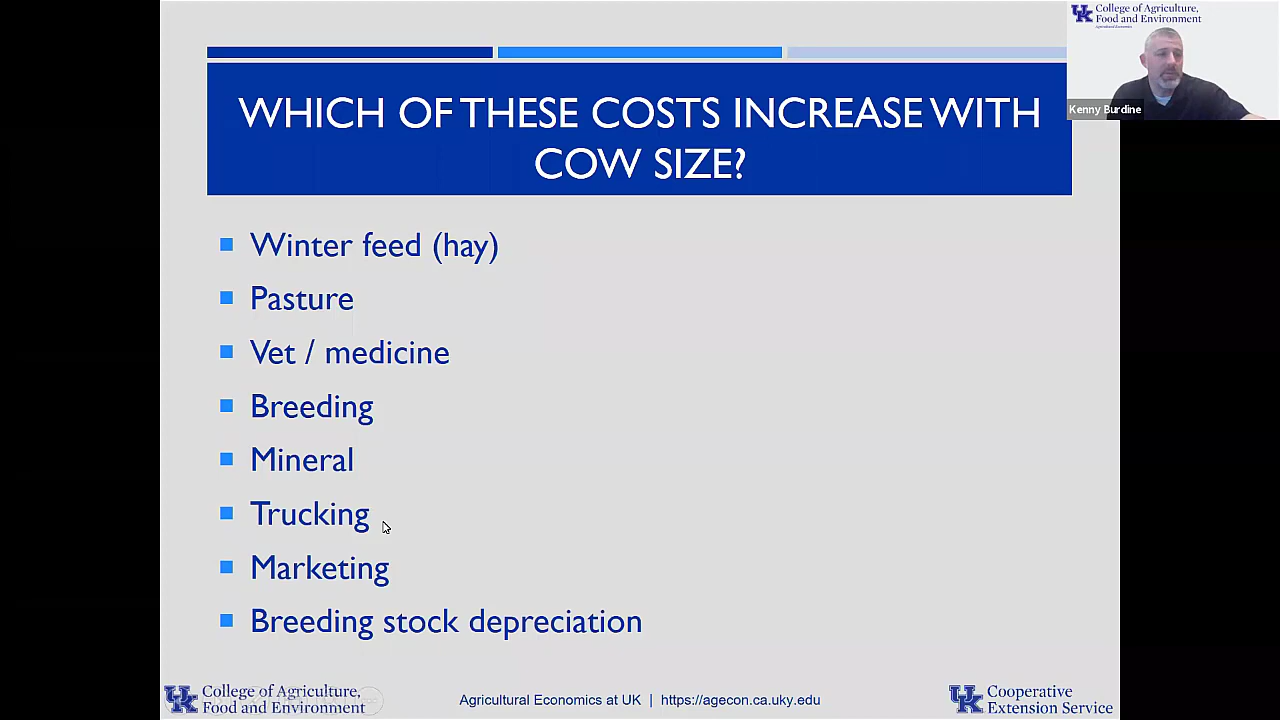 College of Agriculture,
Food and Environment
Agricultural Economics
Kenny Burdine
WHICH OF THESE COSTS INCREASE WITH
COW SIZE?
Winter feed (hay)
Pasture
Vet / medicine
Breeding
Mineral
Trucking
Marketing
Breeding stock depreciation
College of Agriculture,
Food and Environment
Agricultural Economics at UK | https://agecon.ca.uky.edu
Cooperative
Extension Service